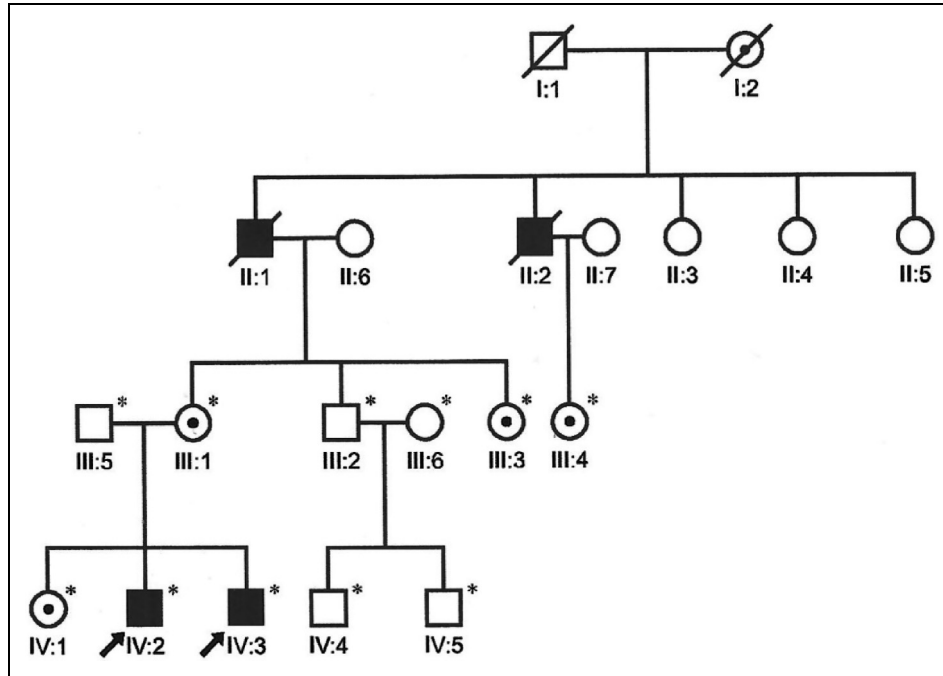 I:1 I:2
II:1 II:6 II:2 II:7 II:3 II:4 II:5
* * * * * *
III:5 III:1 III:2 III:6 III:3 III:4
* * * * *
IV:1 IV:2 IV:3 IV:4 IV:5